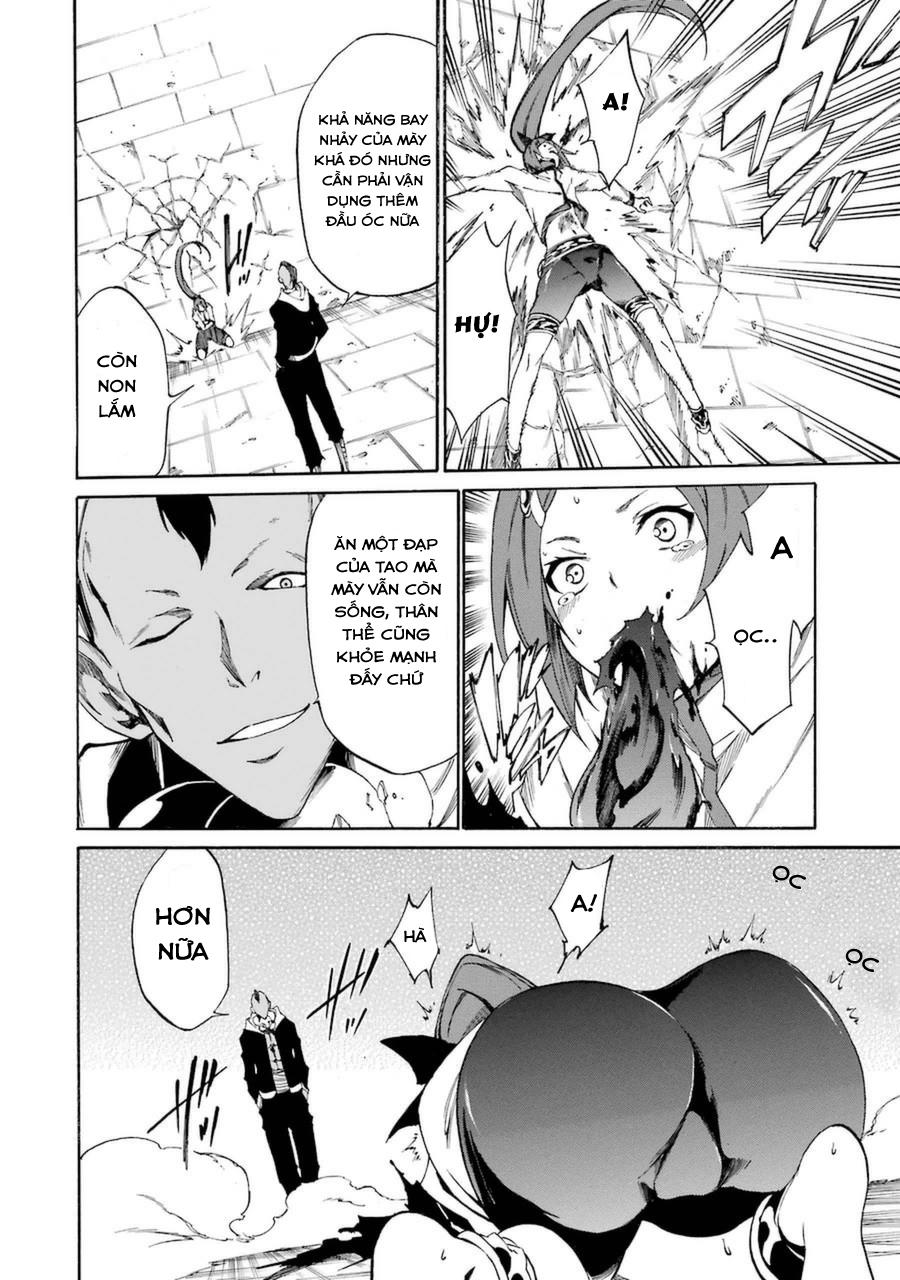 A!
HỰ!
KHẢ NĂNG BAY
NHẢY CỦA MÀY
KHÁ ĐÓ NHƯNG
CẦN PHẢI VẬN
DỤNG THÊM
ĐẦU ÓC NỮA
CÒN
NON
LẮM
A
ỌC..
ĂN MỘT ĐẠP
CỦA TAO MÀ
MÀY VẪN CÒN
SỐNG, THÂN
THỂ CŨNG
KHỎE MẠNH
ĐẤY CHỨ
ỌC
ỌC
A!
HÀ
HƠN
NỮA